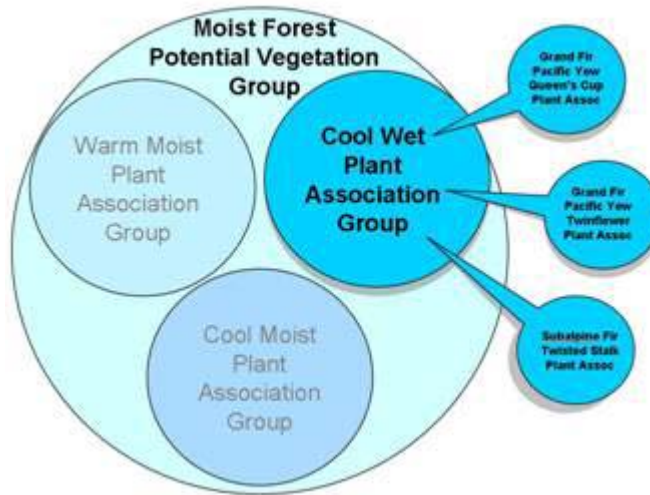 Moist Forest
Potential Vegetation
Group
Warm Moist
Plant
Association
Group
Cool Wet
Plant
Association
Group
Cool Moist
Plant
Association
Group
Grand Fir
Pacific Yew
Queen's Cup
Plant Assoc
Grand Fir
Pacific Yew
Twinflower
Plant Assoc
Subalpine Fir
Twisted Stalk
Plant Assoc